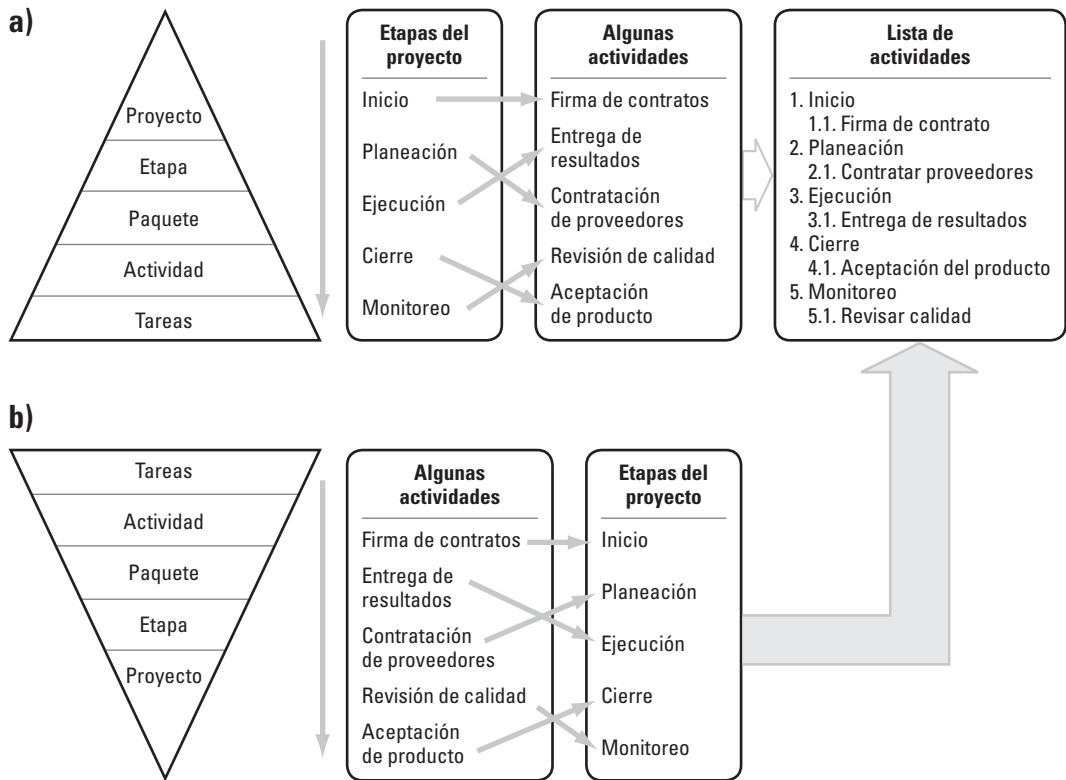 a)
Proyecto
Etapa
Paquete
Actividad
Tareas
Etapas del
proyecto
Inicio
Planeación
Ejecución
Cierre
Monitoreo
Algunas
actividades
Firma de contratos
Entrega de
resultados
Contratación
de proveedores
Revisión de calidad
Aceptación
de producto
Lista de
actividades
1. Inicio
1.1. Firma de contrato
2. Planeación
2.1. Contratar proveedores
3. Ejecución
3.1. Entrega de resultados
4. Cierre
4.1. Aceptación del producto
5. Monitoreo
5.1. Revisar calidad
b)
Tareas
Actividad
Paquete
Etapa
Proyecto
Algunas
actividades
Firma de contratos
Entrega de
resultados
Contratación
de proveedores
Revisión de calidad
Aceptación
de producto
Etapas del
proyecto
Inicio
Planeación
Ejecución
Cierre
Monitoreo